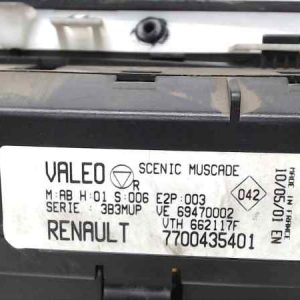 VALEO R SCENIC MUSCADE
M:AB H:01 S:006 E2P:003
SERIE : 3B3MUP VE 69470002
VTH 662117F
RENAULT 7700435401
042
MADE IN FRANCE
10/05/01 EN